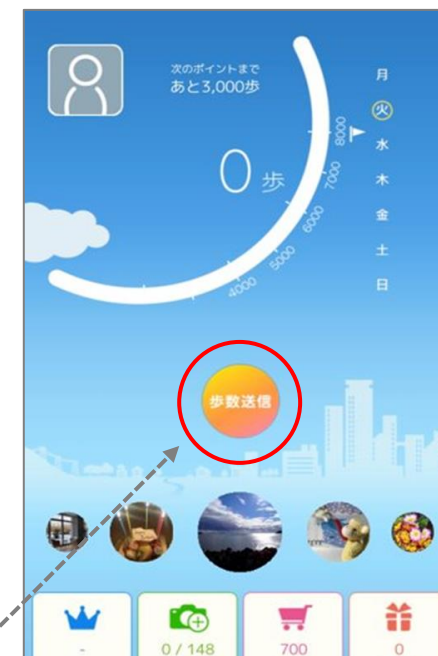 次のポイントまで
あと3,000歩
0 歩
8000
7000
6000
5000
4000
月
火
水
木
金
土
日
歩数送信
-
0 / 148
700
0